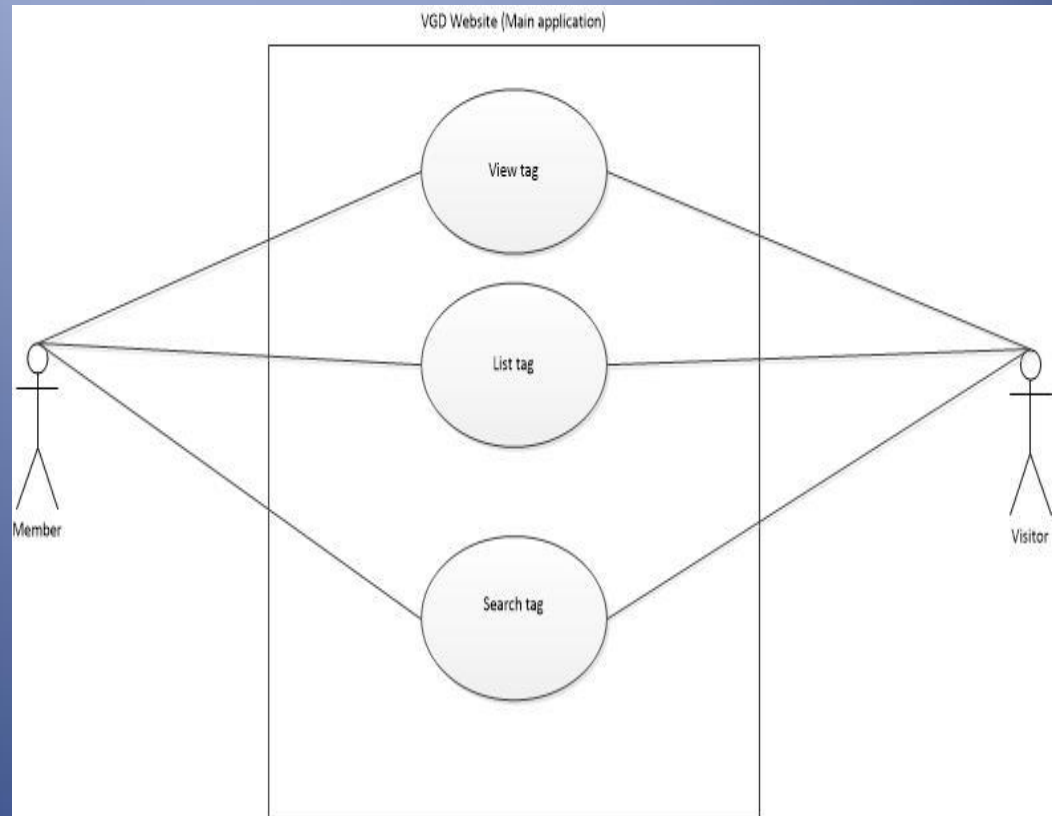 VGD Website (Main application)
View tag
List tag
Member
Visitor
Search tag